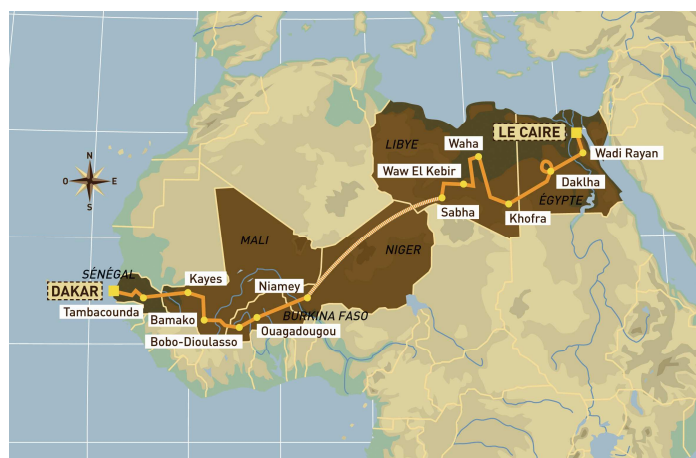 LIBYE
Waha
LE CAIRE
Wadi Rayan
Waw El Kebir
Daklha
N
O
E
S
ÉGYPTE
Sabha
Khofra
MALI
NIGER
SÉNÉGAL
Kayes
Niamey
DAKAR
Tambacounda
BURKINA FASO
Bamako
Ouagadougou
Bobo-Dioulasso